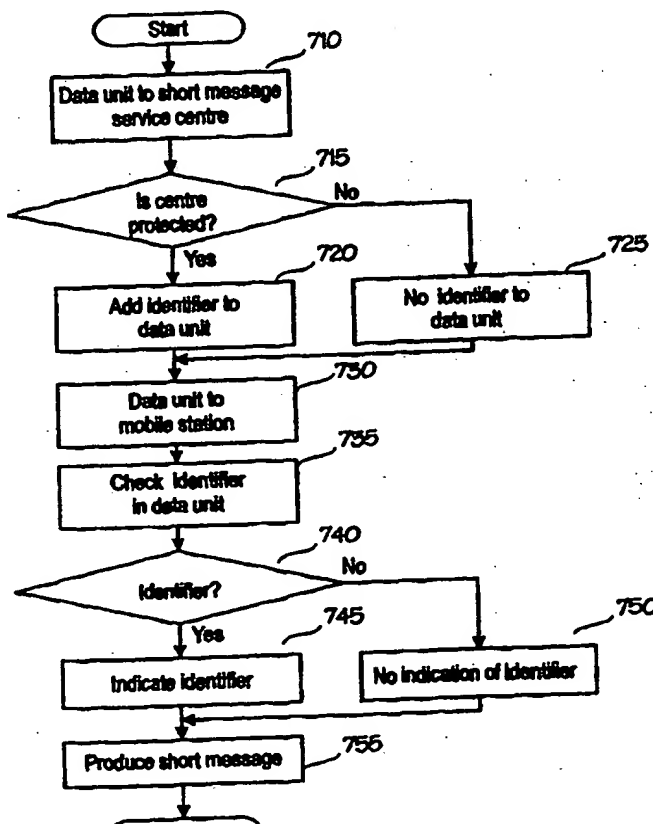 Start
710
Data unit to short message
service centre
715
Is centre
protected?
No
Yes
720
725
Add identifier to
data unit
No identifier to
data unit
730
Data unit to
mobile station
735
Check identifier
in data unit
740
Identifier?
No
Yes
745
750
Indicate identifier
No indication of identifier
Produce short message
755